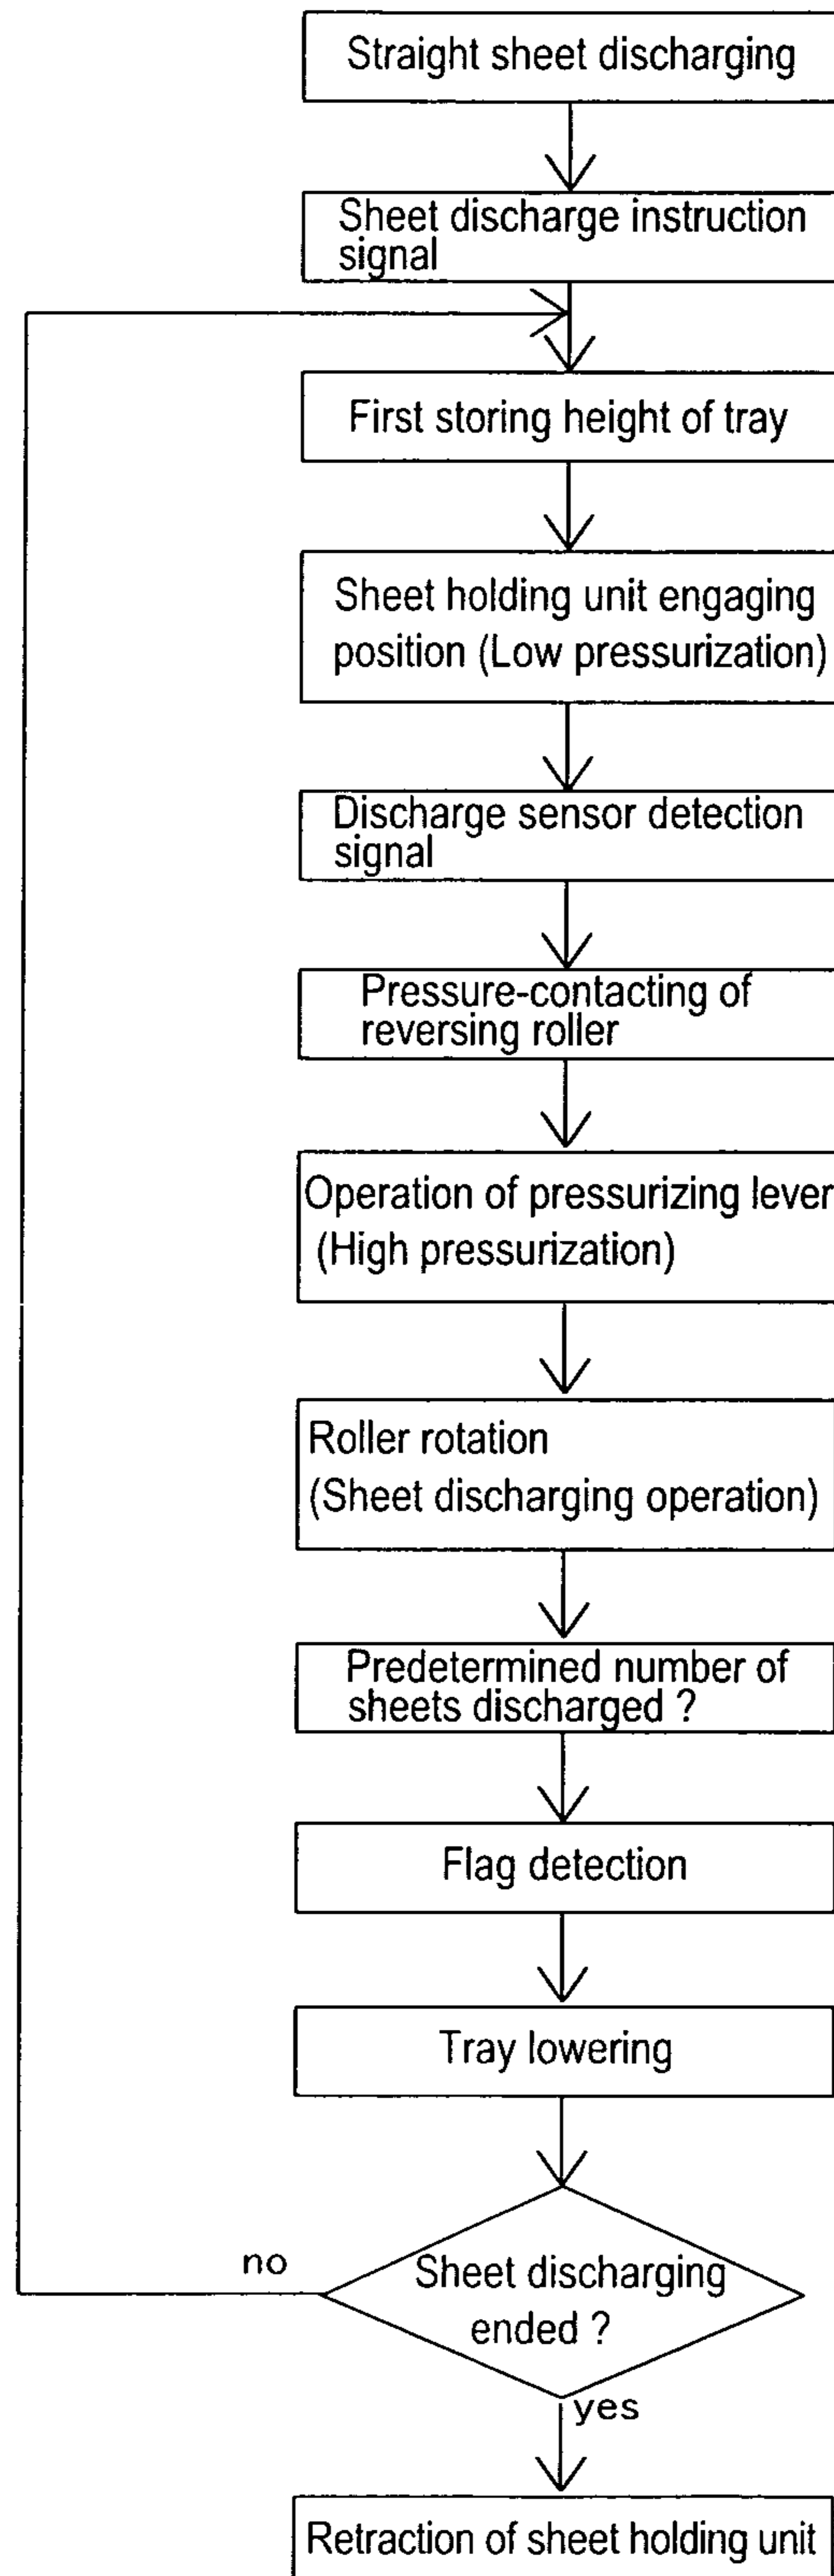 Straight sheet discharging
Sheet discharge instruction
signal
First storing height of tray
Sheet holding unit engaging
position (Low pressurization)
Discharge sensor detection
signal
Pressure-contacting of
reversing roller
Operation of pressurizing lever
(High pressurization)
Roller rotation
(Sheet discharging operation)
Predetermined number of
sheets discharged ?
Flag detection
Tray lowering
no
Sheet discharging
ended ?
yes
Retraction of sheet holding unit